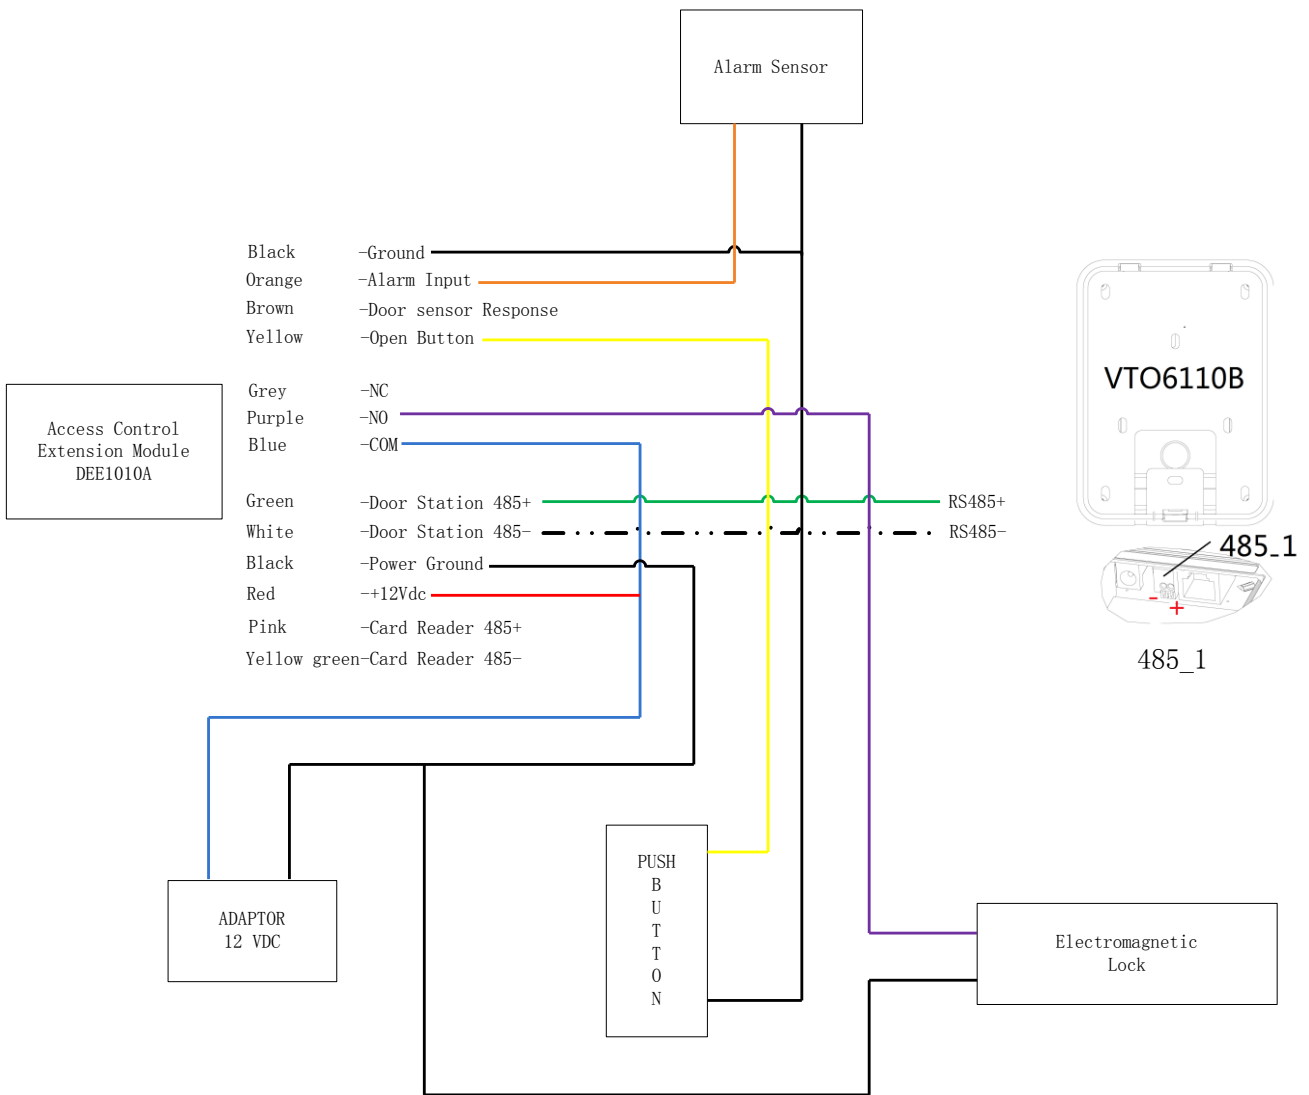 Alarm Sensor
Black -Ground
Orange -Alarm Input
Brown -Door sensor Response
Yellow -Open Button
Grey -NC
Purple -NO
Blue -COM
Access Control
Extension Module
DEE1010A
Green -Door Station 485+ RS485+
White -Door Station 485- RS485-
Black -Power Ground
Red -+12Vdc
Pink -Card Reader 485+
Yellow green-Card Reader 485-
VTO6110B
485_1
- +
485_1
ADAPTOR
12 VDC
PUSH
B
U
T
T
O
N
Electromagnetic
Lock